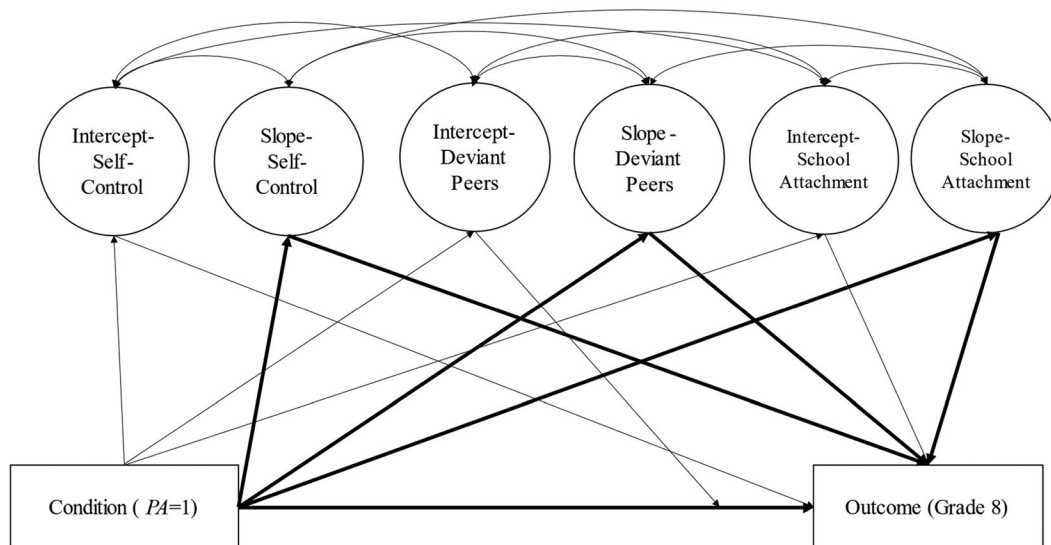 Intercept-
Self-
Control
Slope-
Self-
Control
Intercept-
Deviant
Peers
Slope -
Deviant
Peers
Intercept-
School
Attachment
Slope-
School
Attachment
Condition ( PA=1)
Outcome (Grade 8)